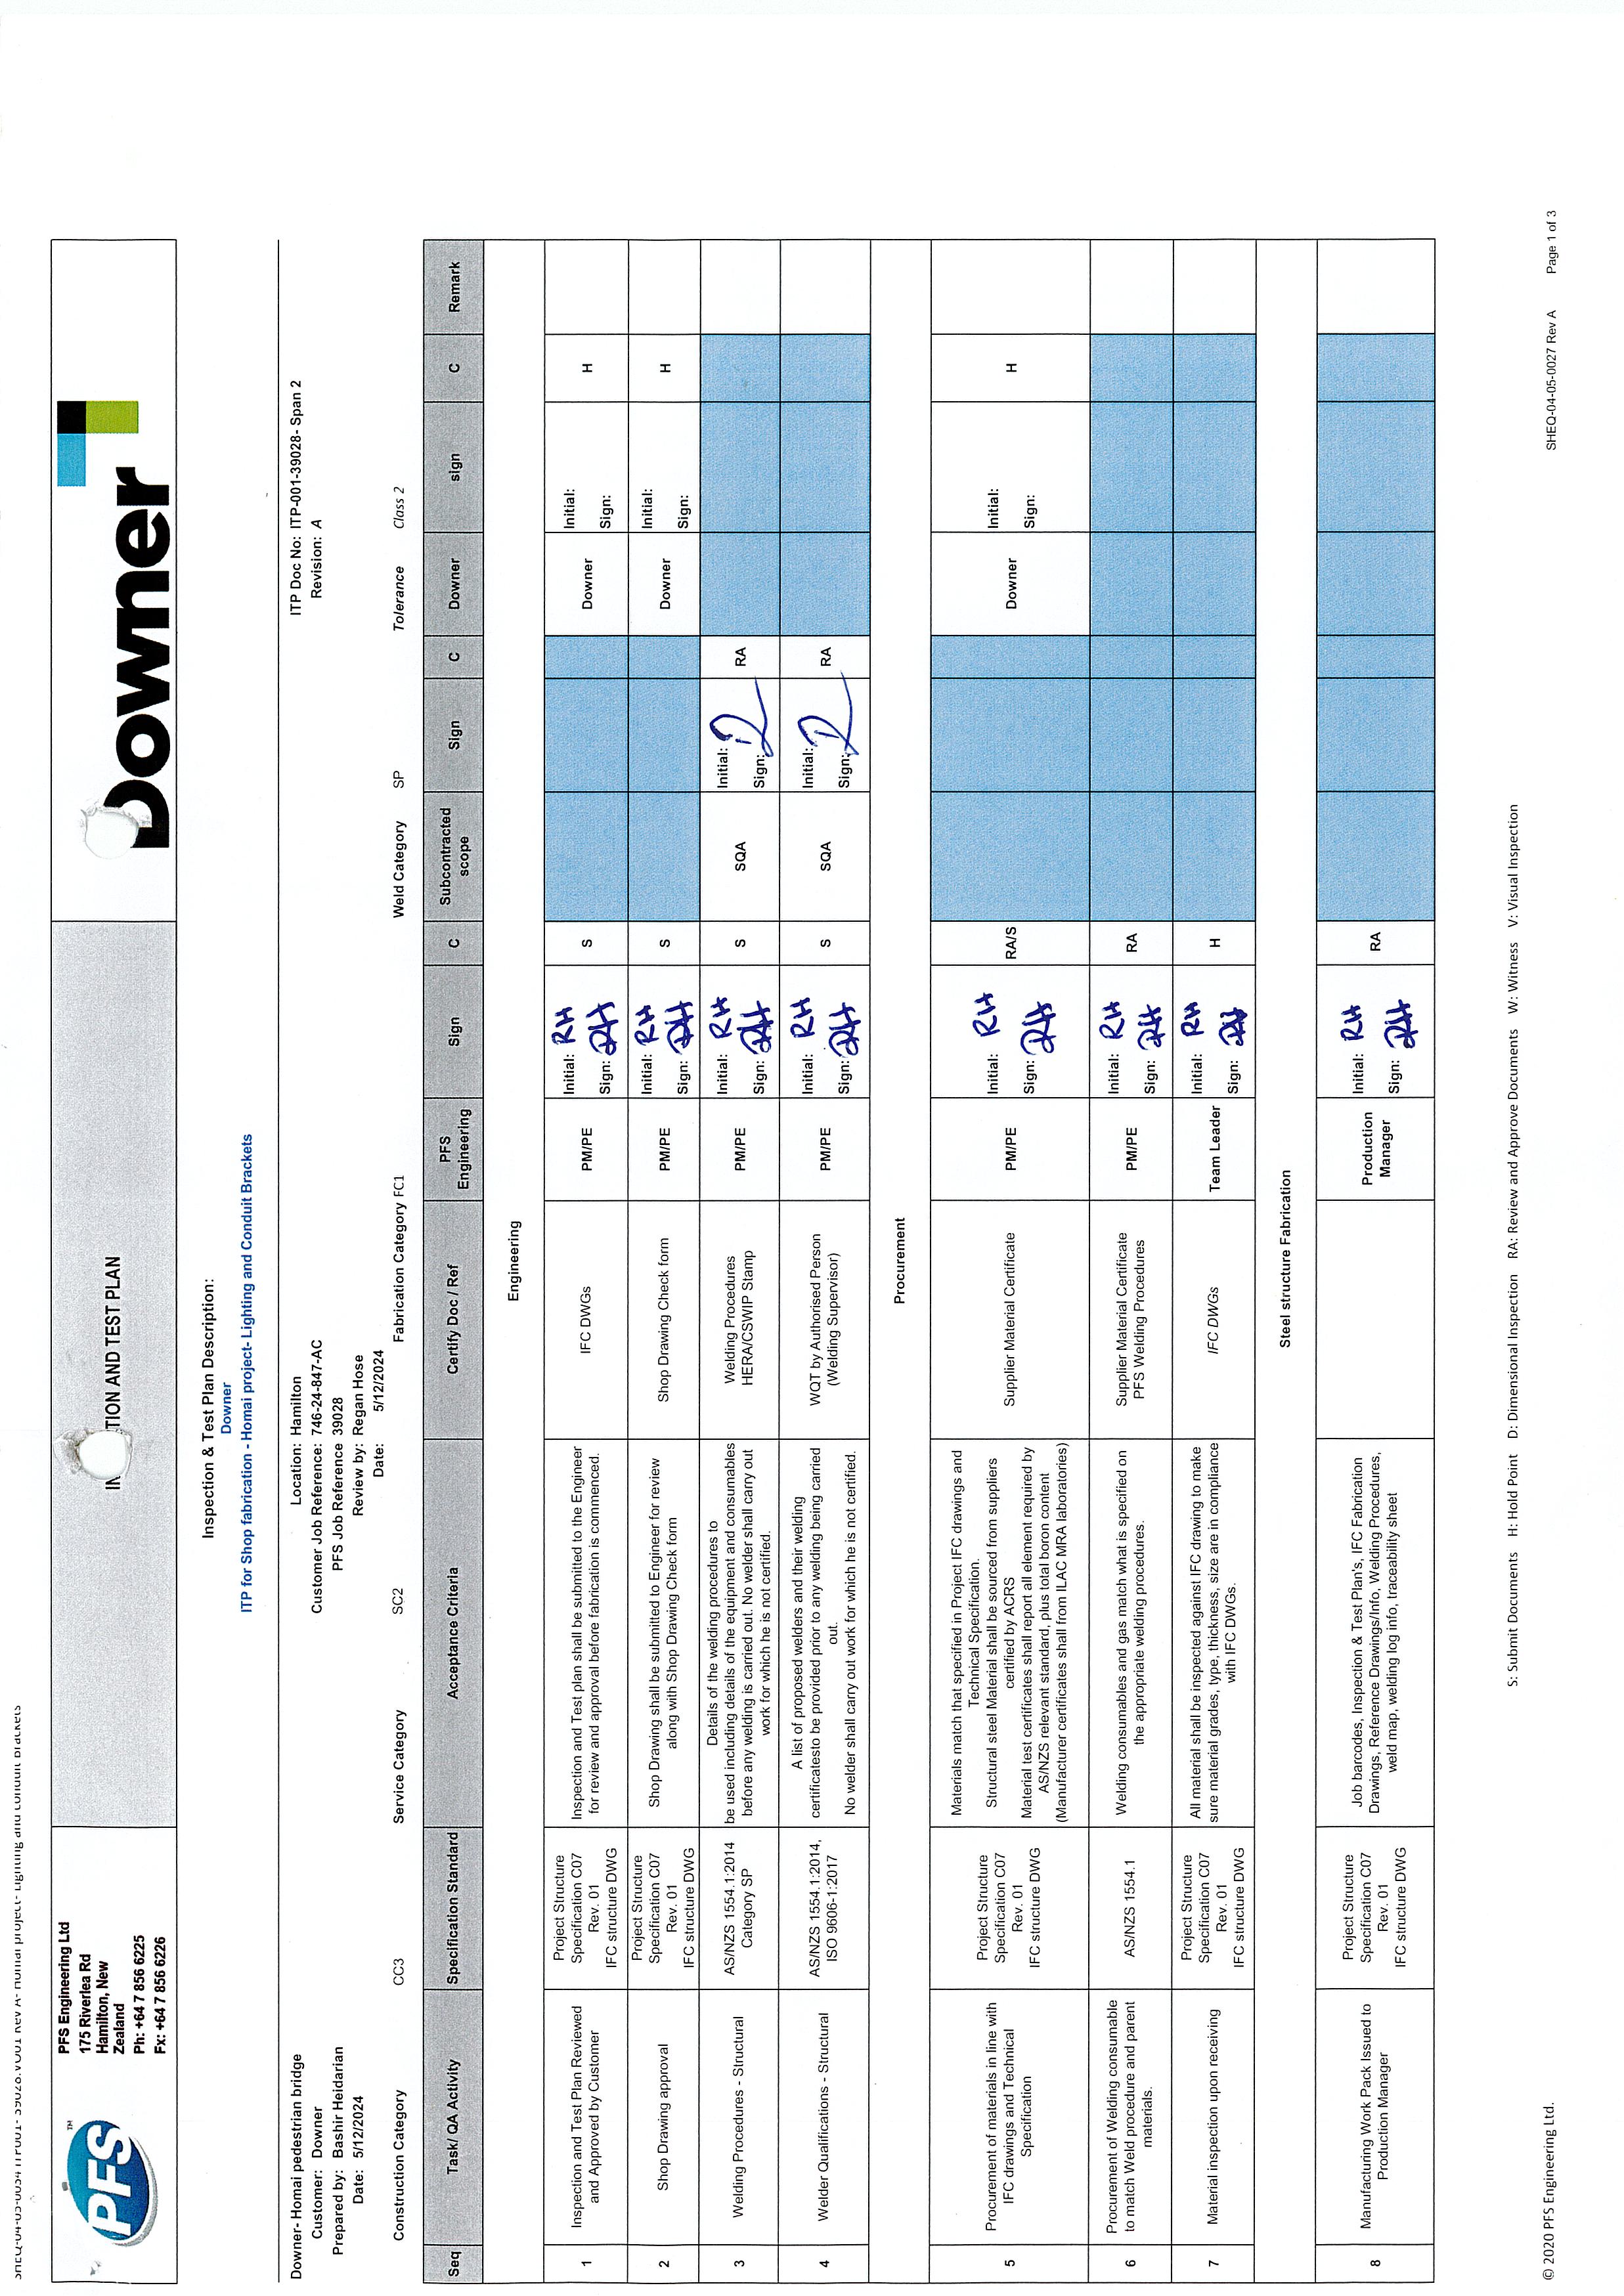 PFS™
PFS Engineering Ltd
175 Riverlea Rd
Hamilton, New
Zealand
Ph: +64 7 856 6225
Fx: +64 7 856 6226
TION AND TEST PLAN
Downer
Inspection & Test Plan Description:
Downer
ITP for Shop fabrication - Homai project- Lighting and Conduit Brackets
Downer- Homai pedestrian bridge
Customer: Downer
Prepared by: Bashir Heidarian
Date: 5/12/2024
Location: Hamilton
Customer Job Reference: 746-24-847-AC
PFS Job Reference 39028
Review by: Regan Hose
Date: 5/12/2024
ITP Doc No: ITP-001-39028- Span 2
Revision: A
Construction Category CC3 Service Category SC2 Fabrication Category FC1 Weld Category SP Tolerance Class 2
Seq Task/ QA Activity Specification Standard Acceptance Criteria Certify Doc / Ref PFS Engineering Sign C Subcontracted scope Sign C Downer sign C Remark
Engineering
1
Inspection and Test Plan Reviewed
and Approved by Customer
Project Structure
Specification C07
Rev. 01
IFC structure DWG
Inspection and Test plan shall be submitted to the Engineer
for review and approval before fabrication is commenced.
IFC DWGs
PM/PE
Initial: RH
Sign: RH
S
Downer
Initial:
Sign:
H
2
Shop Drawing approval
Project Structure
Specification C07
Rev. 01
IFC structure DWG
Shop Drawing shall be submitted to Engineer for review
along with Shop Drawing Check form
Shop Drawing Check form
PM/PE
Initial: RH
Sign: RH
S
Downer
Initial:
Sign:
H
3
Welding Procedures - Structural
AS/NZS 1554.1:2014
Category SP
Details of the welding procedures to
be used including details of the equipment and consumables
before any welding is carried out. No welder shall carry out
work for which he is not certified.
Welding Procedures
HERA/CSWIP Stamp
PM/PE
Initial: RH
Sign: RH
S
SQA
Initial:
Sign:
RA
4
Welder Qualifications - Structural
AS/NZS 1554.1:2014,
ISO 9606-1:2017
A list of proposed welders and their welding
certificatesto be provided prior to any welding being carried
out.
No welder shall carry out work for which he is not certified.
WQT by Authorised Person
(Welding Supervisor)
PM/PE
Initial: RH
Sign: RH
S
SQA
Initial:
Sign:
RA
Procurement
5
Procurement of materials in line with
IFC drawings and Technical
Specification
Project Structure
Specification C07
Rev. 01
IFC structure DWG
Materials match that specified in Project IFC drawings and
Technical Specification.
Structural steel Material shall be sourced from suppliers
certified by ACRS
Material test certificates shall report all element required by
AS/NZS relevant standard, plus total boron content
(Manufacturer certificates shall from ILAC MRA laboratories)
Supplier Material Certificate
PM/PE
Initial: RH
Sign: RH
RA/S
Downer
Initial:
Sign:
H
6
Procurement of Welding consumable
to match Weld procedure and parent
materials.
AS/NZS 1554.1
Welding consumables and gas match what is specified on
the appropriate welding procedures.
Supplier Material Certificate
PFS Welding Procedures
PM/PE
Initial: RH
Sign: RH
RA
7
Material inspection upon receiving
Project Structure
Specification C07
Rev. 01
IFC structure DWG
All material shall be inspected against IFC drawing to make
sure material grades, type, thickness, size are in compliance
with IFC DWGs.
IFC DWGs
Team Leader
Initial: RH
Sign: RH
H
Steel structure Fabrication
8
Manufacturing Work Pack Issued to
Production Manager
Project Structure
Specification C07
Rev. 01
IFC structure DWG
Job barcodes, Inspection & Test Plan's, IFC Fabrication
Drawings, Reference Drawings/Info, Welding Procedures,
weld map, welding log info, traceability sheet
Production
Manager
Initial: RH
Sign: RH
RA
S: Submit Documents H: Hold Point D: Dimensional Inspection RA: Review and Approve Documents W: Witness V: Visual Inspection
© 2020 PFS Engineering Ltd.
SHEQ-04-05-0027 Rev A Page 1 of 3